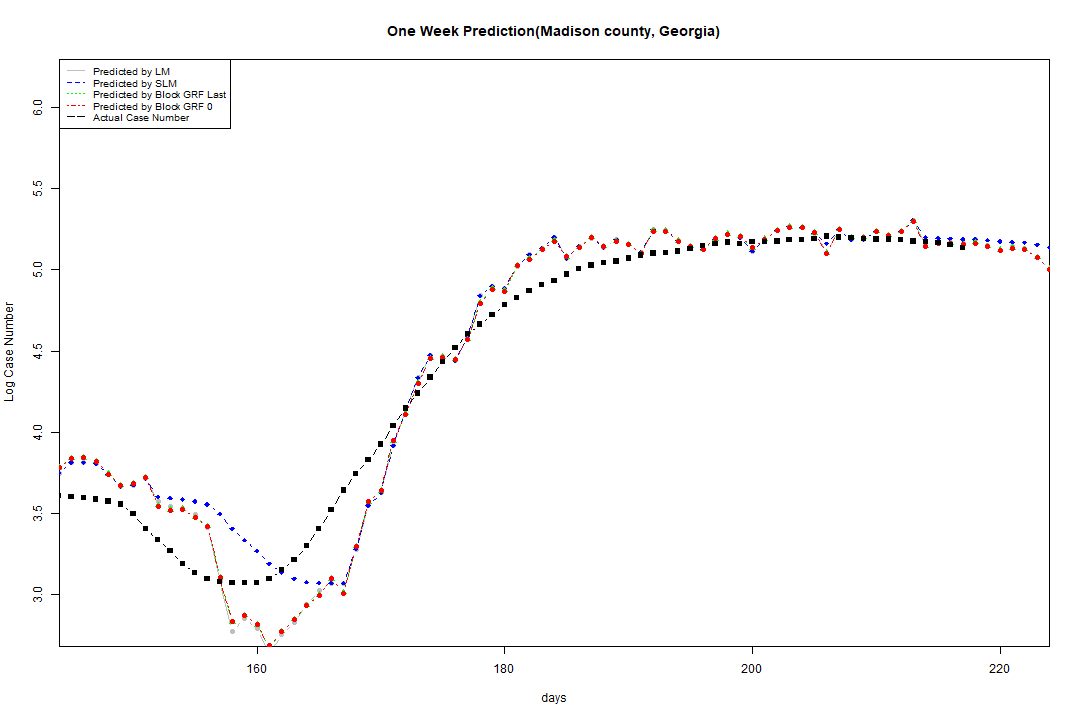 One Week Prediction(Madison county, Georgia)
Predicted by LM
Predicted by SLM
Predicted by Block GRF Last
Predicted by Block GRF 0
Actual Case Number
6.0
5.5
5.0
4.5
4.0
3.5
3.0
Log Case Number
160
180
200
220
days